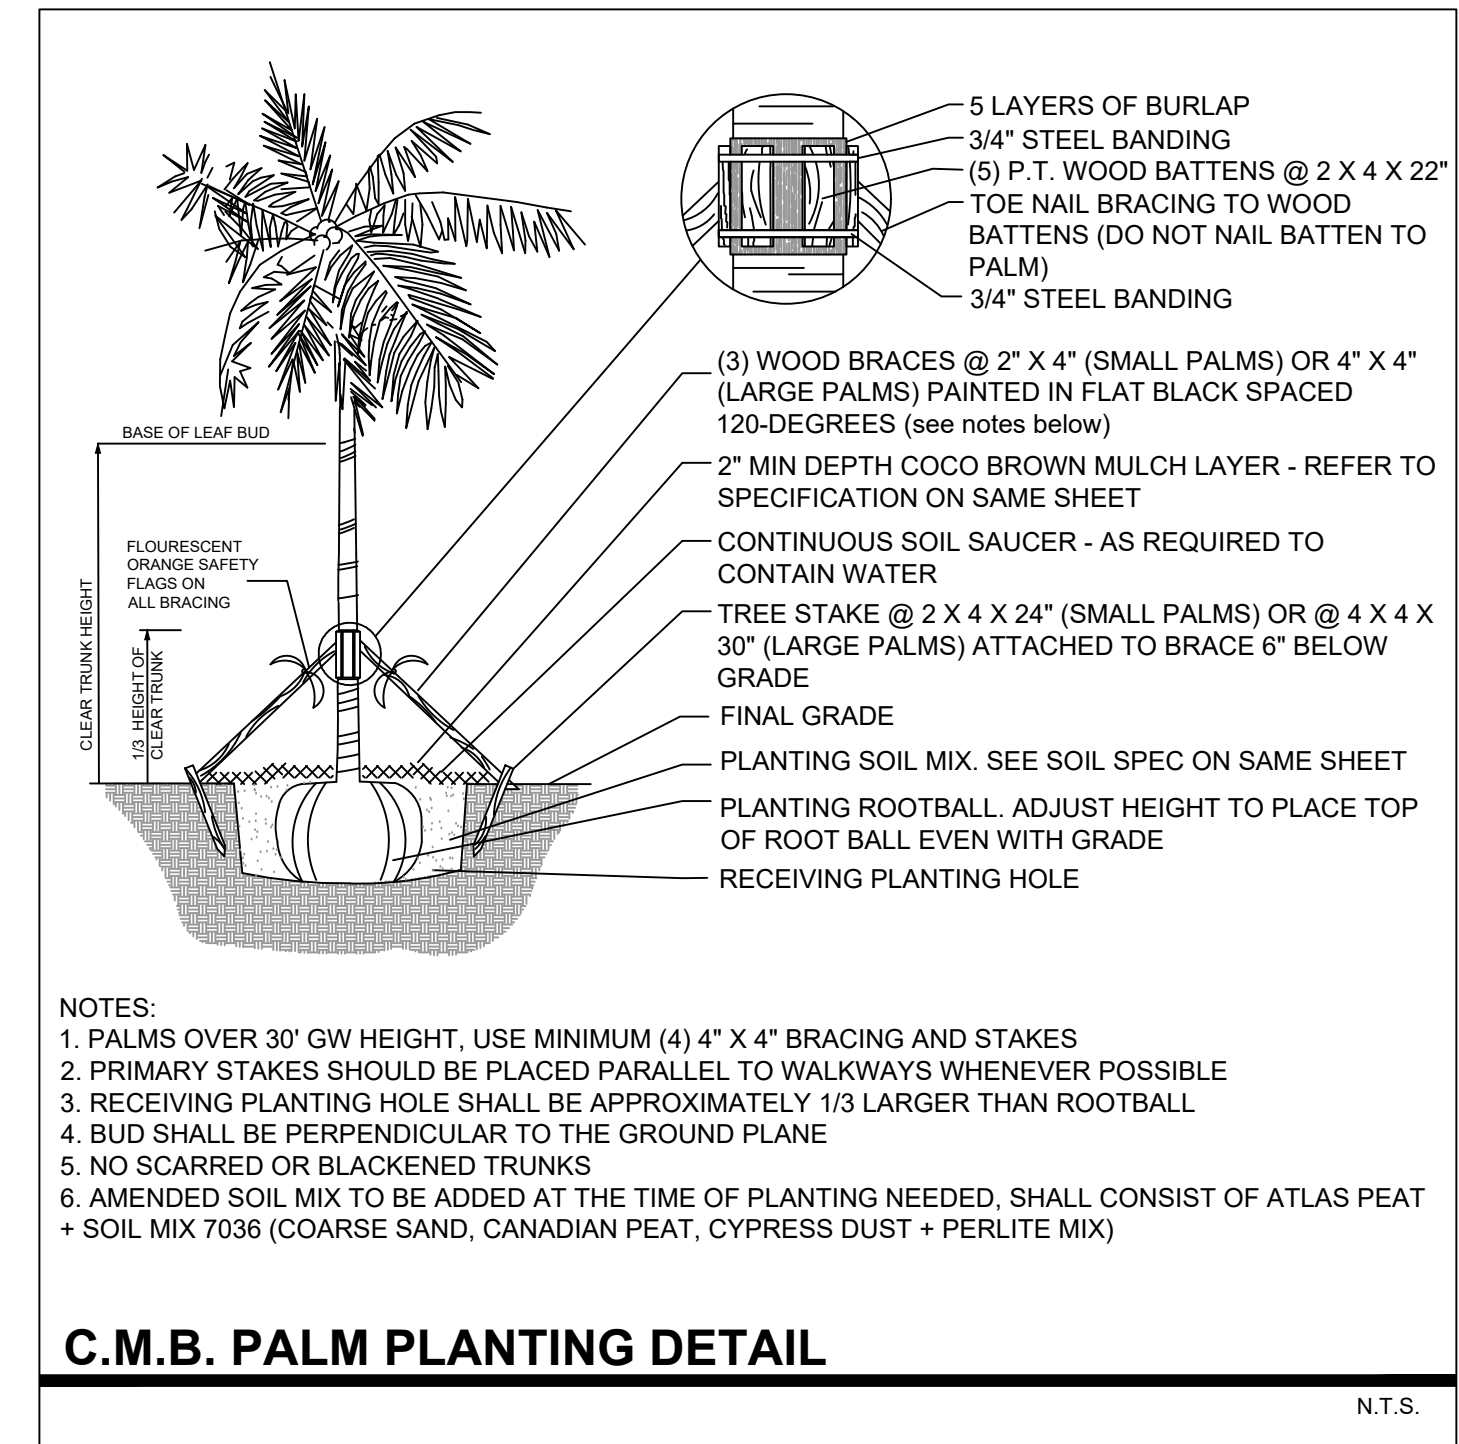 5 LAYERS OF BURLAP
3/4" STEEL BANDING
(5) P.T. WOOD BATTENS @ 2 X 4 X 22"
TOE NAIL BRACING TO WOOD
BATTENS (DO NOT NAIL BATTEN TO
PALM)
3/4" STEEL BANDING
(3) WOOD BRACES @ 2" X 4" (SMALL PALMS) OR 4" X 4"
(LARGE PALMS) PAINTED IN FLAT BLACK SPACED
120-DEGREES (see notes below)
2" MIN DEPTH COCO BROWN MULCH LAYER - REFER TO
SPECIFICATION ON SAME SHEET
CONTINUOUS SOIL SAUCER - AS REQUIRED TO
CONTAIN WATER
TREE STAKE @ 2 X 4 X 24" (SMALL PALMS) OR @ 4 X 4 X
30" (LARGE PALMS) ATTACHED TO BRACE 6" BELOW
GRADE
FINAL GRADE
PLANTING SOIL MIX. SEE SOIL SPEC ON SAME SHEET
PLANTING ROOTBALL. ADJUST HEIGHT TO PLACE TOP
OF ROOT BALL EVEN WITH GRADE
RECEIVING PLANTING HOLE
BASE OF LEAF BUD
FLOURESCENT
ORANGE SAFETY
FLAGS ON
ALL BRACING
CLEAR TRUNK HEIGHT
1/3 HEIGHT OF
CLEAR TRUNK
NOTES:
1. PALMS OVER 30' GW HEIGHT, USE MINIMUM (4) 4" X 4" BRACING AND STAKES
2. PRIMARY STAKES SHOULD BE PLACED PARALLEL TO WALKWAYS WHENEVER POSSIBLE
3. RECEIVING PLANTING HOLE SHALL BE APPROXIMATELY 1/3 LARGER THAN ROOTBALL
4. BUD SHALL BE PERPENDICULAR TO THE GROUND PLANE
5. NO SCARRED OR BLACKENED TRUNKS
6. AMENDED SOIL MIX TO BE ADDED AT THE TIME OF PLANTING NEEDED, SHALL CONSIST OF ATLAS PEAT
+ SOIL MIX 7036 (COARSE SAND, CANADIAN PEAT, CYPRESS DUST + PERLITE MIX)
C.M.B. PALM PLANTING DETAIL
N.T.S.